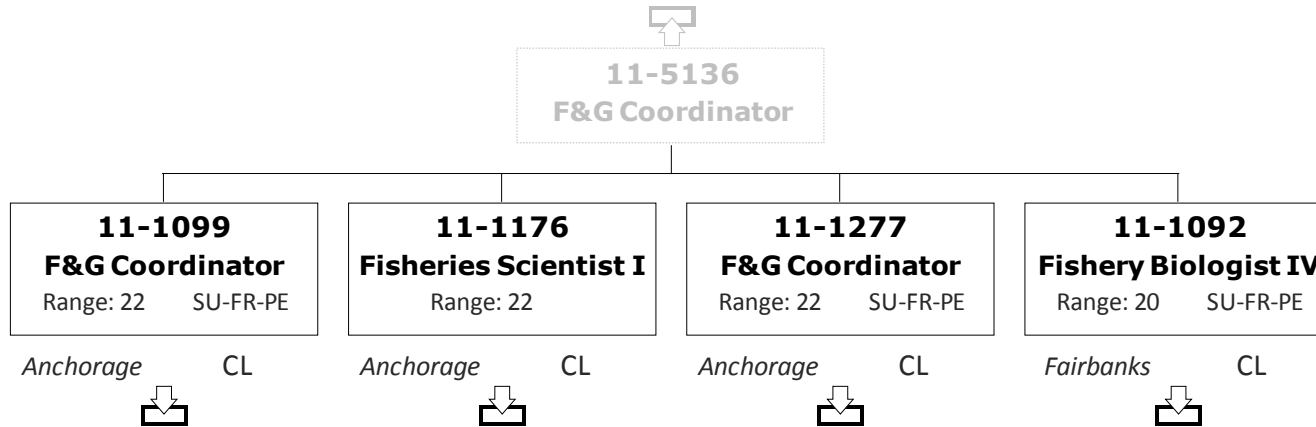 11-5136
F&G Coordinator
11-1099
F&G Coordinator
Range: 22 SU-FR-PE
Anchorage CL
11-1176
Fisheries Scientist I
Range: 22
Anchorage CL
11-1277
F&G Coordinator
Range: 22 SU-FR-PE
Anchorage CL
11-1092
Fishery Biologist IV
Range: 20 SU-FR-PE
Fairbanks CL